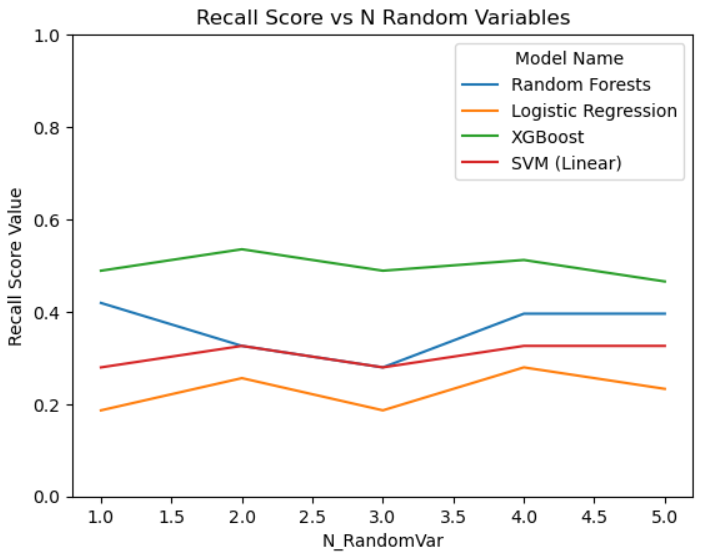 Recall Score vs N Random Variables
Recall Score Value
1.0
0.8
0.6
0.4
0.2
0.0
Model Name
Random Forests
Logistic Regression
XGBoost
SVM (Linear)
1.0 1.5 2.0 2.5 3.0 3.5 4.0 4.5 5.0
N_RandomVar